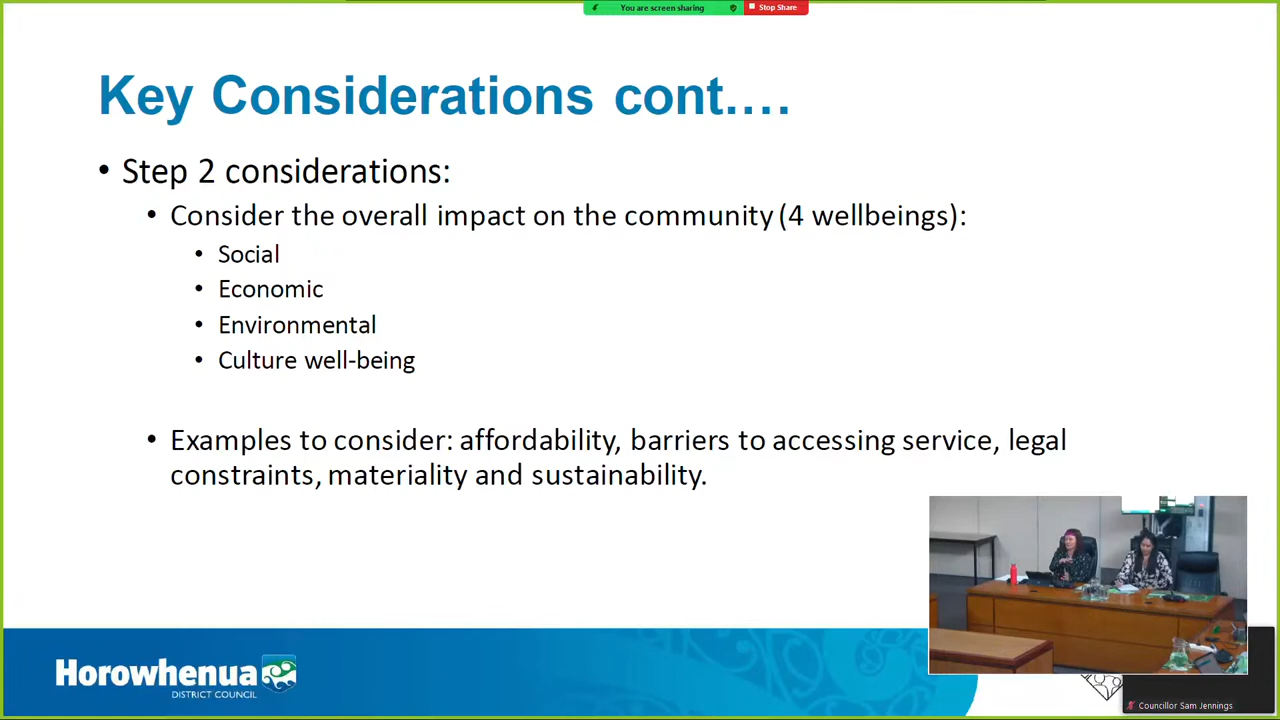 You are screen sharing
Stop Share
Key Considerations cont.…
• Step 2 considerations:
• Consider the overall impact on the community (4 wellbeings):
• Social
• Economic
• Environmental
• Culture well-being
• Examples to consider: affordability, barriers to accessing service, legal
constraints, materiality and sustainability.
Horowhenua
DISTRICT COUNCIL
Councillor Sam Jennings